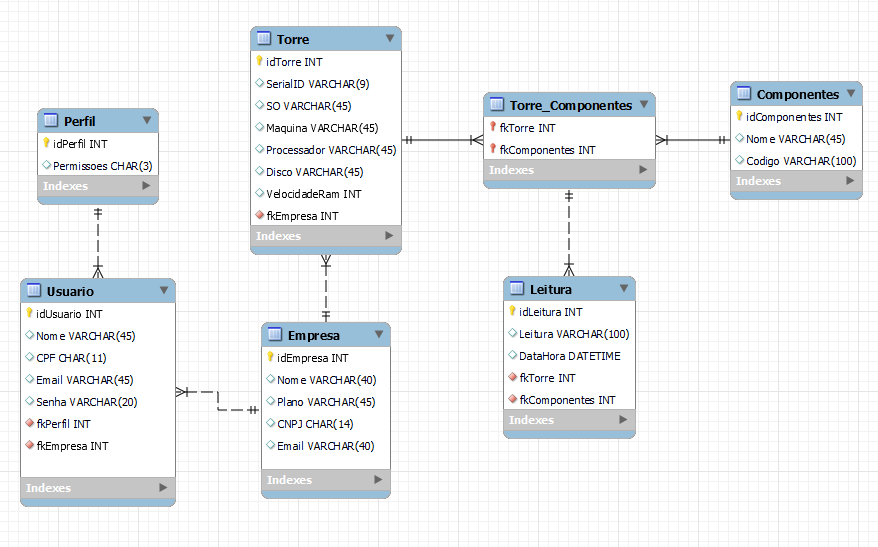 Torre
idTorre INT
SerialID VARCHAR(9)
SO VARCHAR(45)
Maquina VARCHAR(45)
Processador VARCHAR(45)
Disco VARCHAR(45)
VelocidadeRam INT
fkEmpresa INT
Indexes
Torre_Componentes
fkTorre INT
fkComponentes INT
Indexes
Componentes
idComponentes INT
Nome VARCHAR(45)
Codigo VARCHAR(100)
Indexes
Perfil
idPerfil INT
Permissoes CHAR(3)
Indexes
Usuario
idUsuario INT
Nome VARCHAR(45)
CPF CHAR(11)
Email VARCHAR(45)
Senha VARCHAR(20)
fkPerfil INT
fkEmpresa INT
Indexes
Empresa
idEmpresa INT
Nome VARCHAR(40)
Plano VARCHAR(45)
CNPJ CHAR(14)
Email VARCHAR(40)
Indexes
Leitura
idLeitura INT
Leitura VARCHAR(100)
DataHora DATETIME
fkTorre INT
fkComponentes INT
Indexes